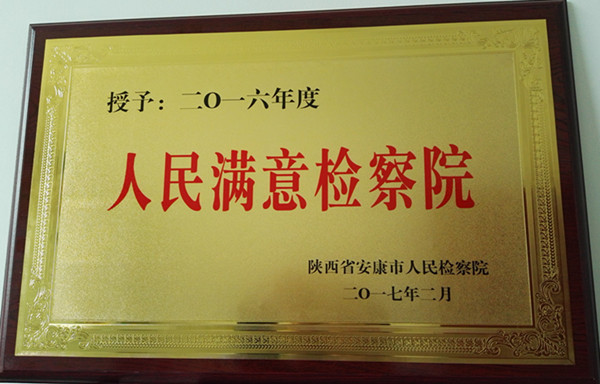 授予：二O一六年度
人民满意检察院
陕西省安康市人民检察院
二O一七年二月